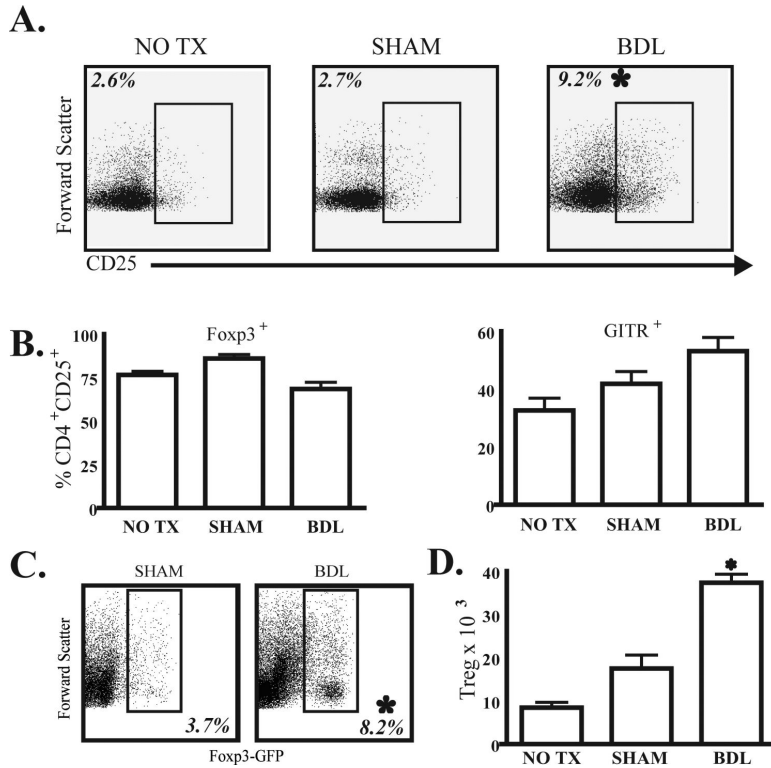 A.
NO TX SHAM BDL
2.6% 2.7% 9.2% *
Forward Scatter
CD25
B.
Foxp3 +
% CD4 + CD25 +
100
75
50
25
0
NO TX SHAM BDL
GITR +
60
40
20
0
NO TX SHAM BDL
C.
SHAM BDL
Forward Scatter
3.7% 8.2% *
Foxp3-GFP
D.
Treg x 10 3
40
30
20
10
0
*
NO TX SHAM BDL